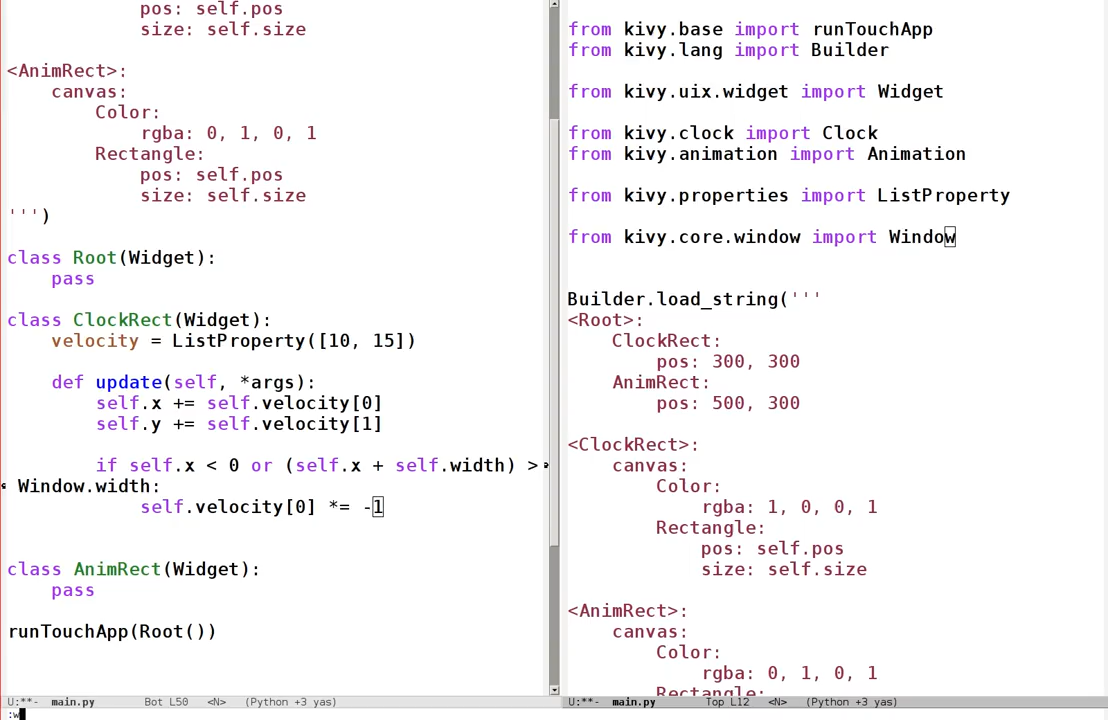 pos: self.pos
            size: self.size
<AnimRect>:
    canvas:
        Color:
            rgba: 0, 1, 0, 1
        Rectangle:
            pos: self.pos
            size: self.size
''')
class Root(Widget):
    pass
class ClockRect(Widget):
    velocity = ListProperty([10, 15])
    def update(self, *args):
        self.x += self.velocity[0]
        self.y += self.velocity[1]
        if self.x < 0 or (self.x + self.width) >
 Window.width:
            self.velocity[0] *= -1
class AnimRect(Widget):
    pass
runTouchApp(Root())
U:**-  main.py       Bot L50   <N>   (Python +3 yas)
:w
from kivy.base import runTouchApp
from kivy.lang import Builder
from kivy.uix.widget import Widget
from kivy.clock import Clock
from kivy.animation import Animation
from kivy.properties import ListProperty
from kivy.core.window import Window
Builder.load_string('''
<Root>:
    ClockRect:
        pos: 300, 300
    AnimRect:
        pos: 500, 300
<ClockRect>:
    canvas:
        Color:
            rgba: 1, 0, 0, 1
        Rectangle:
            pos: self.pos
            size: self.size
<AnimRect>:
    canvas:
        Color:
            rgba: 0, 1, 0, 1
        Rectangle:
U:**-  main.py       Top L12   <N>   (Python +3 yas)